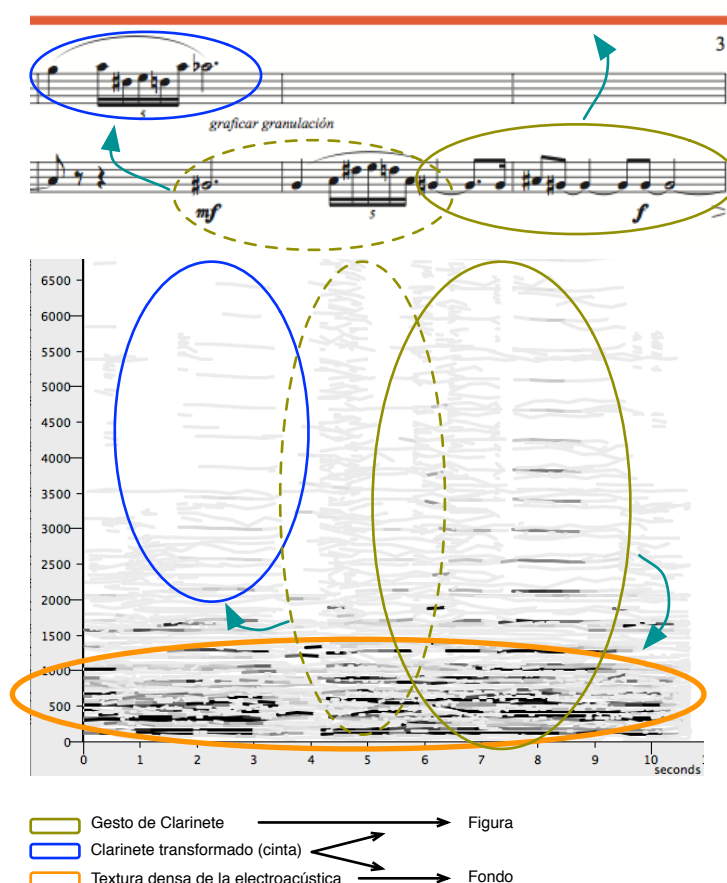 3
5
graficar granulación
mf
5
f
6500
6000
5500
5000
4500
4000
3500
3000
2500
2000
1500
1000
500
0
0 1 2 3 4 5 6 7 8 9 10
seconds
Gesto de Clarinete Figura
Clarinete transformado (cinta)
Textura densa de la electroacústica Fondo